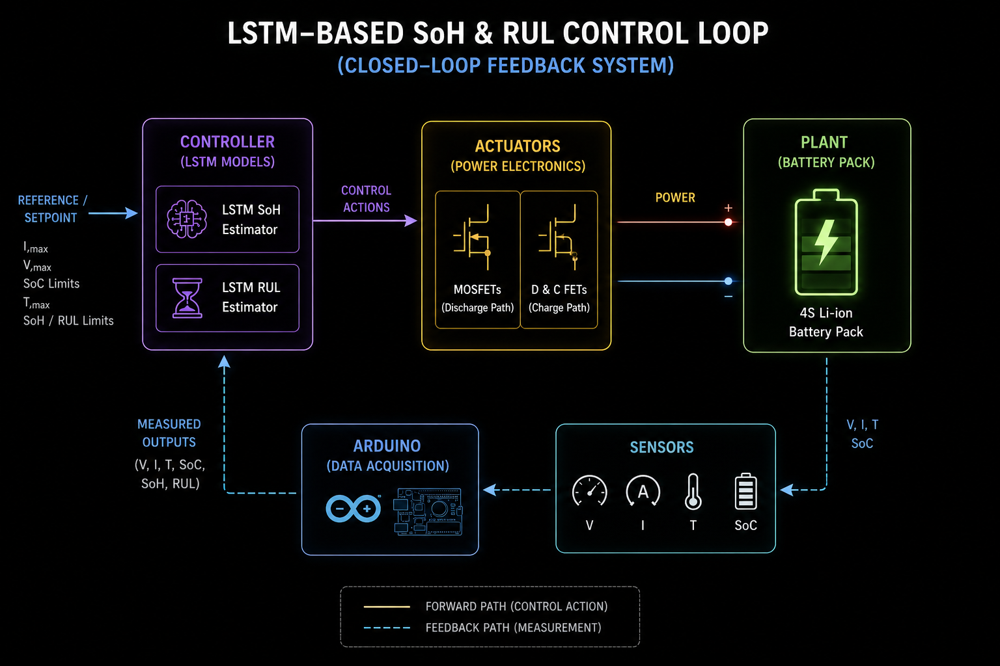 LSTM–BASED SoH & RUL CONTROL LOOP
(CLOSED–LOOP FEEDBACK SYSTEM)
REFERENCE /
SETPOINT
I,max
V,max
SoC Limits
T,max
SoH / RUL Limits
CONTROLLER
(LSTM MODELS)
LSTM SoH
Estimator
LSTM RUL
Estimator
CONTROL
ACTIONS
ACTUATORS
(POWER ELECTRONICS)
MOSFETs
(Discharge Path)
D & C FETs
(Charge Path)
POWER
+
−
PLANT
(BATTERY PACK)
4S Li-ion
Battery Pack
V, I, T
SoC
SENSORS
A
V
I
T
SoC
ARDUINO
(DATA ACQUISITION)
− +
MEASURED
OUTPUTS
(V, I, T, SoC,
SoH, RUL)
FORWARD PATH (CONTROL ACTION)
FEEDBACK PATH (MEASUREMENT)